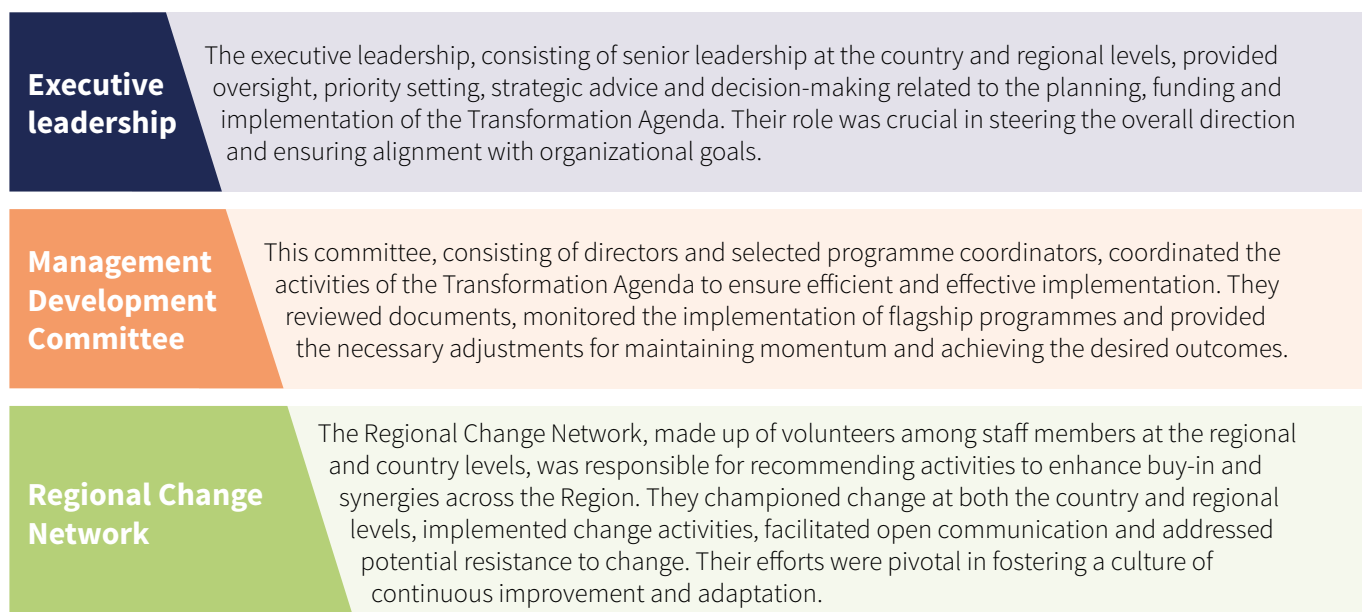 Executive
leadership
The executive leadership, consisting of senior leadership at the country and regional levels, provided
oversight, priority setting, strategic advice and decision-making related to the planning, funding and
implementation of the Transformation Agenda. Their role was crucial in steering the overall direction
and ensuring alignment with organizational goals.
Management
Development
Committee
This committee, consisting of directors and selected programme coordinators, coordinated the
activities of the Transformation Agenda to ensure efficient and effective implementation. They
reviewed documents, monitored the implementation of flagship programmes and provided
the necessary adjustments for maintaining momentum and achieving the desired outcomes.
Regional Change
Network
The Regional Change Network, made up of volunteers among staff members at the regional
and country levels, was responsible for recommending activities to enhance buy-in and
synergies across the Region. They championed change at both the country and regional
levels, implemented change activities, facilitated open communication and addressed
potential resistance to change. Their efforts were pivotal in fostering a culture of
continuous improvement and adaptation.